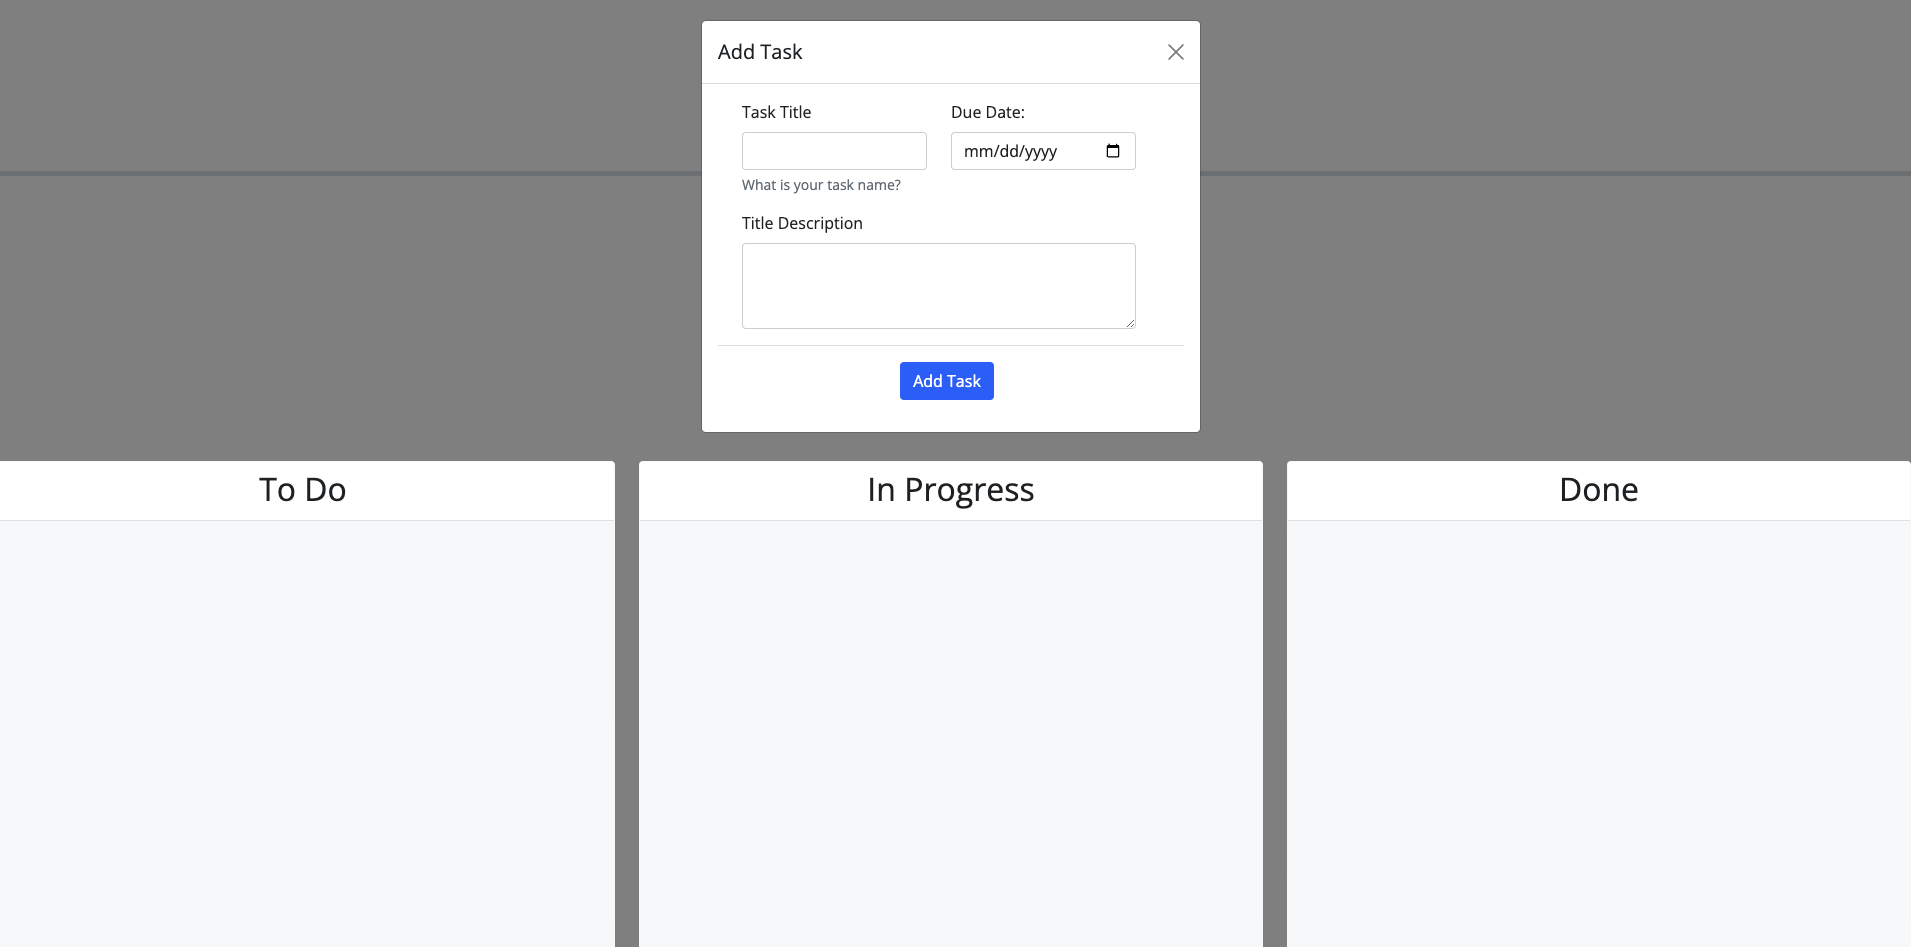 Add Task
Task Title
Due Date:
mm/dd/yyyy
What is your task name?
Title Description
Add Task
To Do
In Progress
Done